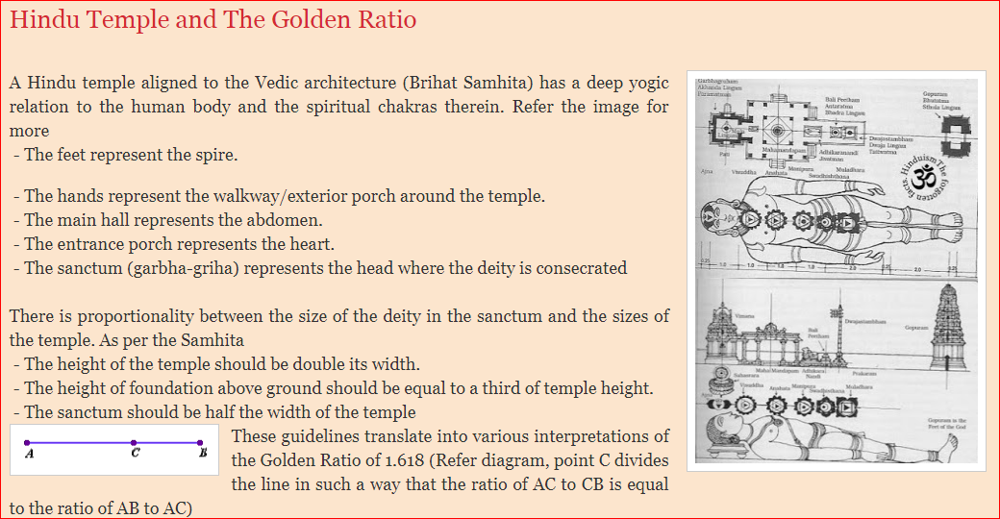 Hindu Temple and The Golden Ratio
A Hindu temple aligned to the Vedic architecture (Brihat Samhita) has a deep yogic
relation to the human body and the spiritual chakras therein. Refer the image for
more
- The feet represent the spire.
- The hands represent the walkway/exterior porch around the temple.
- The main hall represents the abdomen.
- The entrance porch represents the heart.
- The sanctum (garbha-griha) represents the head where the deity is consecrated
There is proportionality between the size of the deity in the sanctum and the sizes of
the temple. As per the Samhita
- The height of the temple should be double its width.
- The height of foundation above ground should be equal to a third of temple height.
- The sanctum should be half the width of the temple
A C B
These guidelines translate into various interpretations of
the Golden Ratio of 1.618 (Refer diagram, point C divides
the line in such a way that the ratio of AC to CB is equal
to the ratio of AB to AC)
Garbhagraham
Akhanda Lingam
Paramatman
Bali Peetham
Antaratma
Bhadra Lingam
Gopuram
Sthula Lingam
Dwaja Lingam
Mahamandapam
Adhikaranandi
Jivatman
Ajna
Visuddha
Anahata
Manipura
Swadhishthana
Muladhara
Hinduism The forgotten facts
ॐ
0.25
1.0
1.0
1.0
1.0
2.0
2.0
0.25
Vimana
Bali
Peetham
Dwajastambham
Gopuram
Maha Mandapam
Nandi
Prakaram
Sahasrara
Ajna
Visuddha
Anahata
Manipura
Muladhara
Gopuram is the
Feet of the God